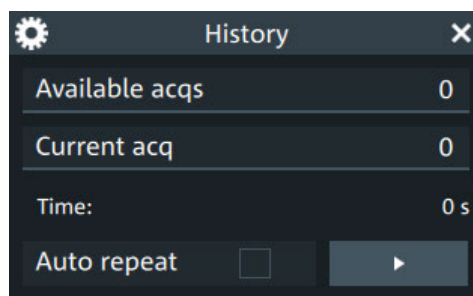 History
Available acqs 0
Current acq 0
Time: 0 s
Auto repeat